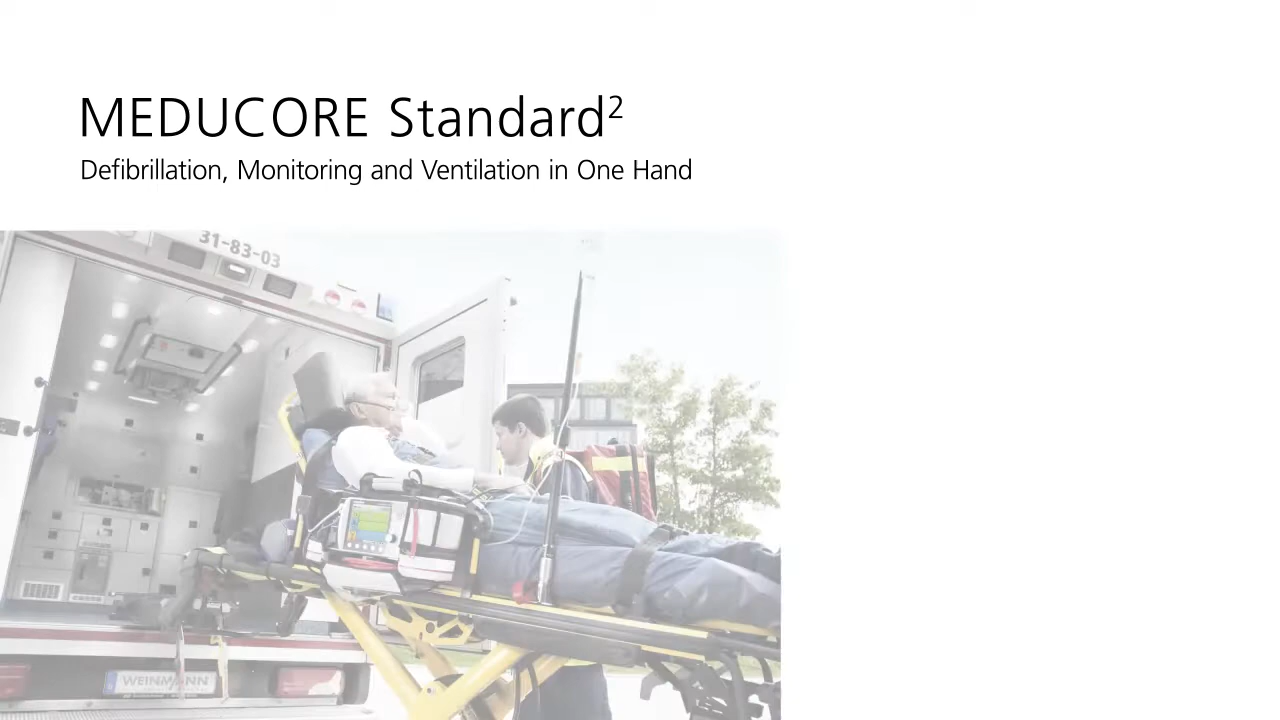 MEDUCORE Standard²
Defibrillation, Monitoring and Ventilation in One Hand
31-83-03
WEINMANN